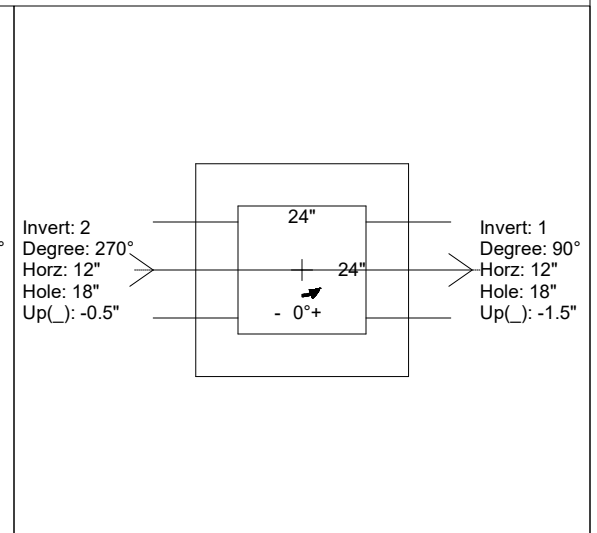 °
Invert: 2
Degree: 270°
Horz: 12"
Hole: 18"
Up(_): -0.5"
24"
24"
- 0°+
Invert: 1
Degree: 90°
Horz: 12"
Hole: 18"
Up(_): -1.5"